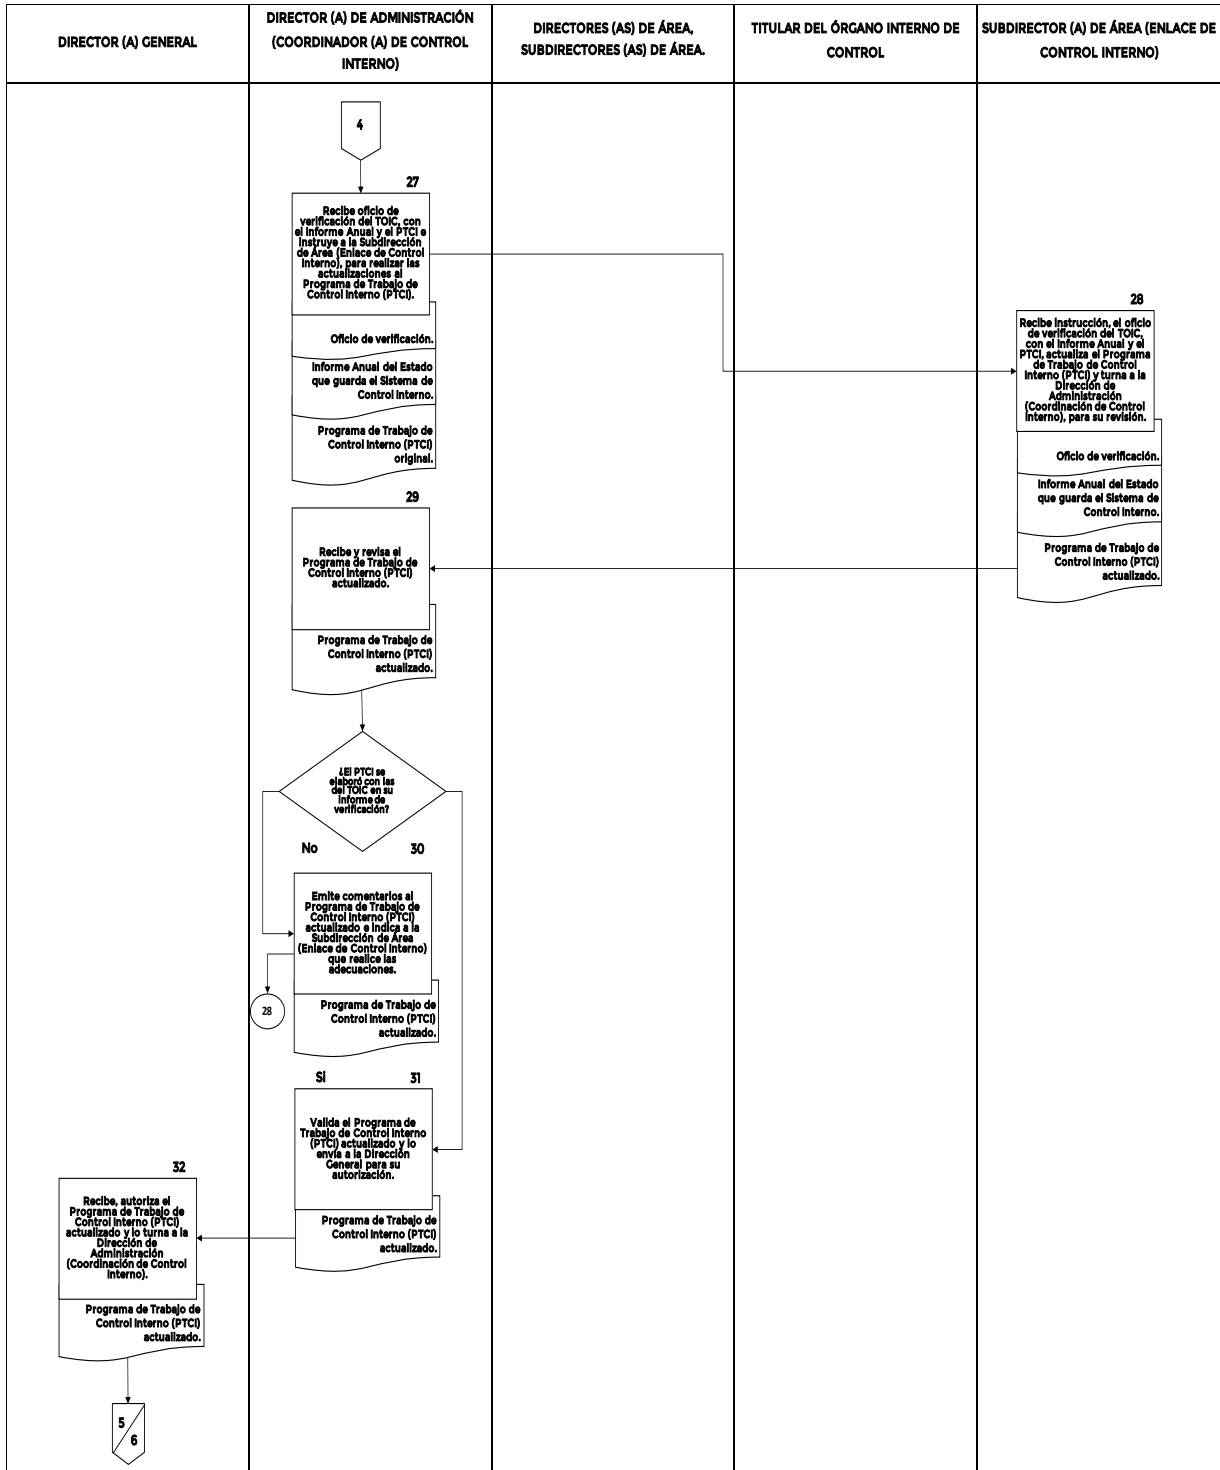 DIRECTOR (A) GENERAL
DIRECTOR (A) DE ADMINISTRACIÓN
(COORDINADOR (A) DE CONTROL
INTERNO)
DIRECTORES (AS) DE ÁREA,
SUBDIRECTORES (AS) DE ÁREA.
TITULAR DEL ÓRGANO INTERNO DE
CONTROL
SUBDIRECTOR (A) DE ÁREA (ENLACE DE
CONTROL INTERNO)
4
27
Recibe oficio de
verificación del TOIC, con
el Informe Anual y el PTCI e
instruye a la Subdirección
de Área (Enlace de Control
Interno), para realizar las
actualizaciones al
Programa de Trabajo de
Control Interno (PTCI).
Oficio de verificación.
Informe Anual del Estado
que guarda el Sistema de
Control Interno.
Programa de Trabajo de
Control Interno (PTCI)
original.
28
Recibe instrucción, el oficio
de verificación del TOIC,
con el Informe Anual y el
PTCI, actualiza el Programa
de Trabajo de Control
Interno (PTCI) y turna a la
Dirección de
Administración
(Coordinación de Control
Interno), para su revisión.
Oficio de verificación.
Informe Anual del Estado
que guarda el Sistema de
Control Interno.
Programa de Trabajo de
Control Interno (PTCI)
actualizado.
29
Recibe y revisa el
Programa de Trabajo de
Control Interno (PTCI)
actualizado.
Programa de Trabajo de
Control Interno (PTCI)
actualizado.
¿El PTCI se
elaboró con las
del TOIC en su
informe de
verificación?
No
30
Emite comentarios al
Programa de Trabajo de
Control Interno (PTCI)
actualizado e indica a la
Subdirección de Área
(Enlace de Control Interno)
que realice las
adecuaciones.
28
Programa de Trabajo de
Control Interno (PTCI)
actualizado.
Si
31
Valida el Programa de
Trabajo de Control Interno
(PTCI) actualizado y lo
envía a la Dirección
General para su
autorización.
Programa de Trabajo de
Control Interno (PTCI)
actualizado.
32
Recibe, autoriza el
Programa de Trabajo de
Control Interno (PTCI)
actualizado y lo turna a la
Dirección de
Administración
(Coordinación de Control
Interno).
Programa de Trabajo de
Control Interno (PTCI)
actualizado.
5
6